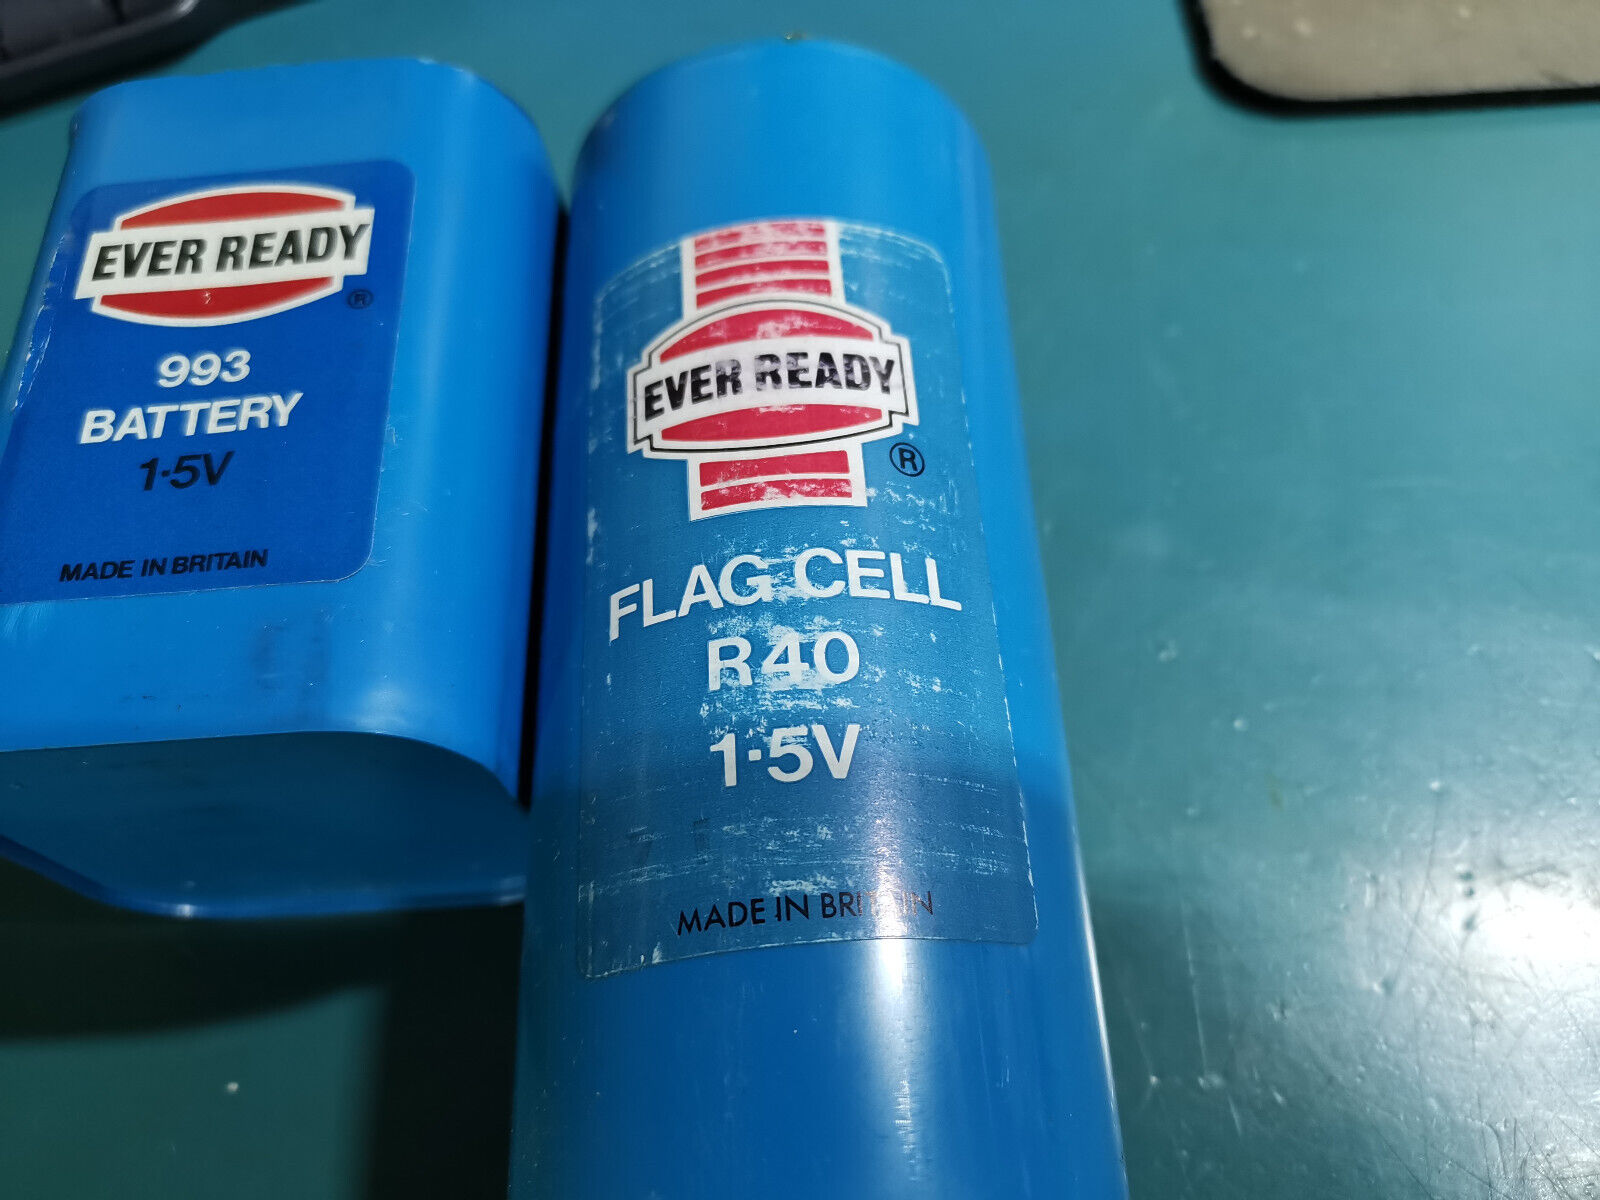 EVER READY
®
993
BATTERY
1·5V
MADE IN BRITAIN
EVER READY
®
FLAG CELL
R40
1·5V
MADE IN BRITAIN